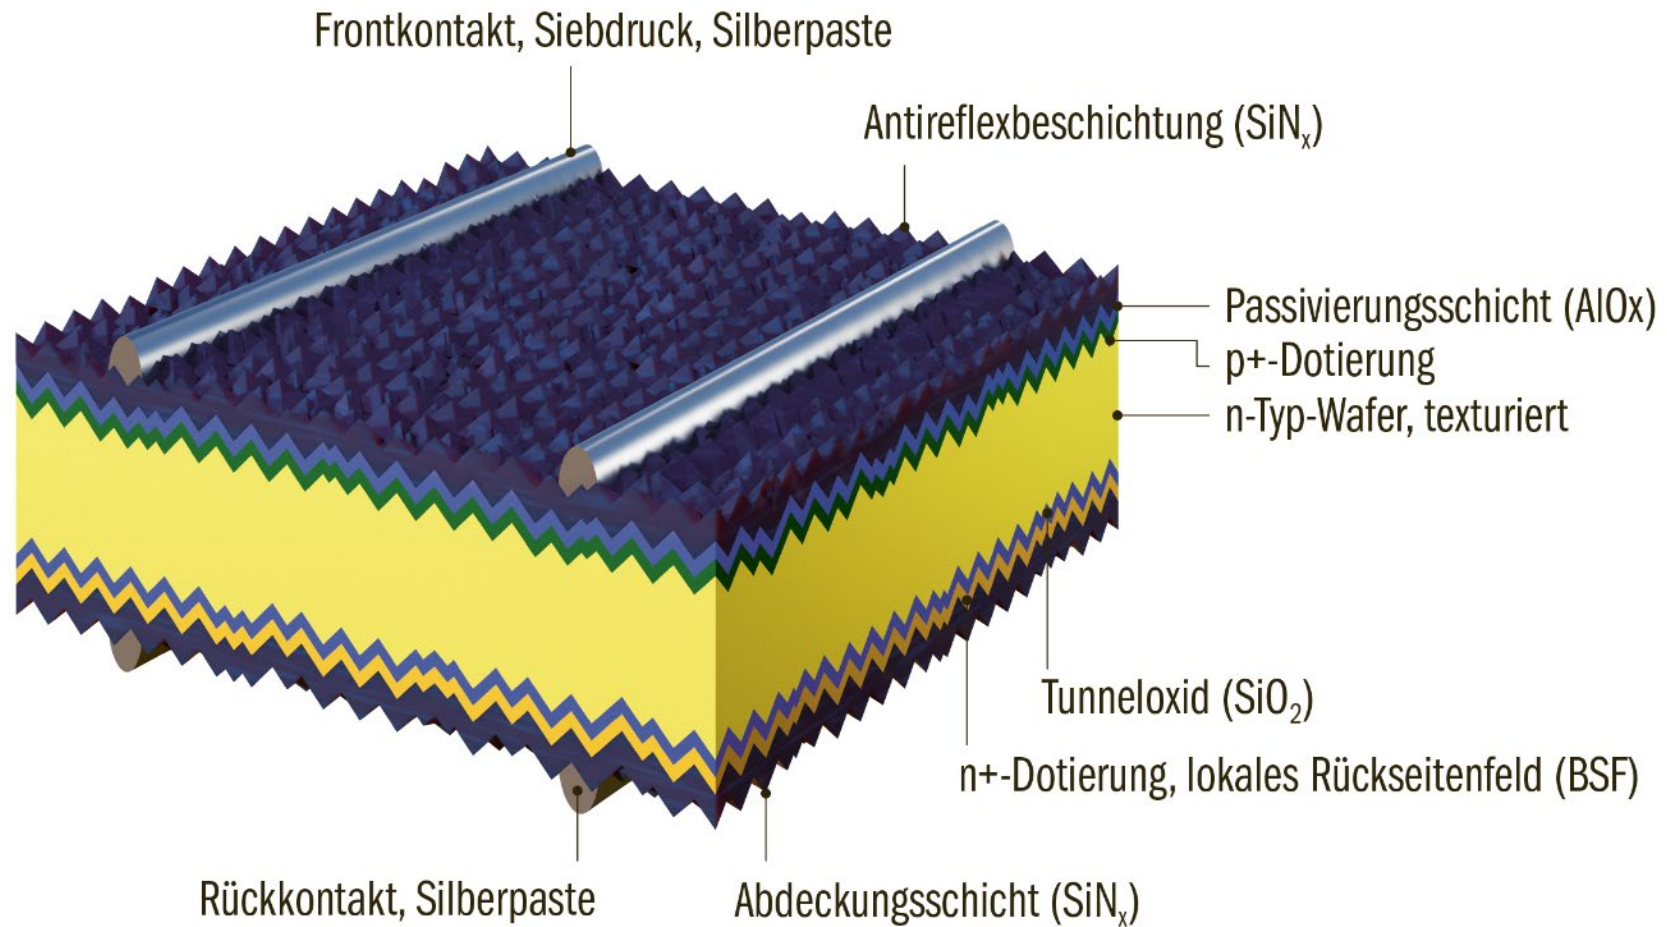 Frontkontakt, Siebdruck, Silberpaste
Antireflexbeschichtung (SiNₓ)
Passivierungsschicht (AlOx)
p+-Dotierung
n-Typ-Wafer, texturiert
Tunneloxid (SiO₂)
n+-Dotierung, lokales Rückseitenfeld (BSF)
Rückkontakt, Silberpaste
Abdeckungsschicht (SiNₓ)